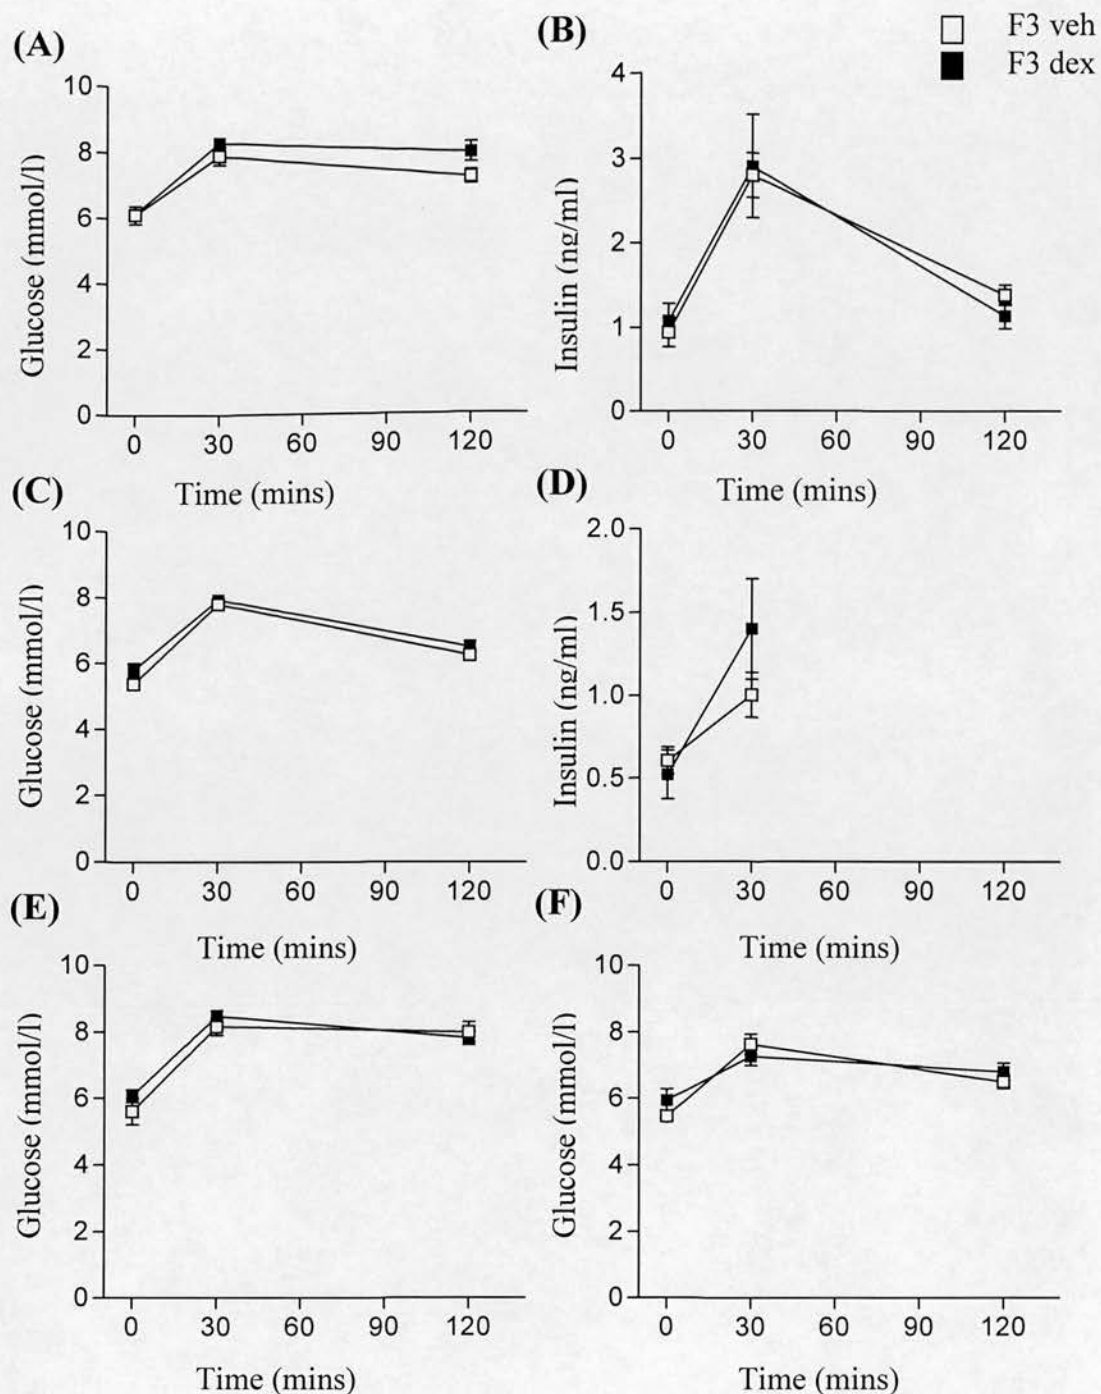 (A)
(B)
F3 veh
F3 dex
Glucose (mmol/l)
10
8
6
4
2
0
0 30 60 90 120
Time (mins)
Insulin (ng/ml)
4
3
2
1
0
0 30 60 90 120
Time (mins)
(C)
(D)
Glucose (mmol/l)
10
8
6
4
2
0
0 30 60 90 120
Time (mins)
Insulin (ng/ml)
2.0
1.5
1.0
0.5
0.0
0 30 60 90 120
Time (mins)
(E)
(F)
Glucose (mmol/l)
10
8
6
4
2
0
0 30 60 90 120
Time (mins)
Glucose (mmol/l)
10
8
6
4
2
0
0 30 60 90 120
Time (mins)